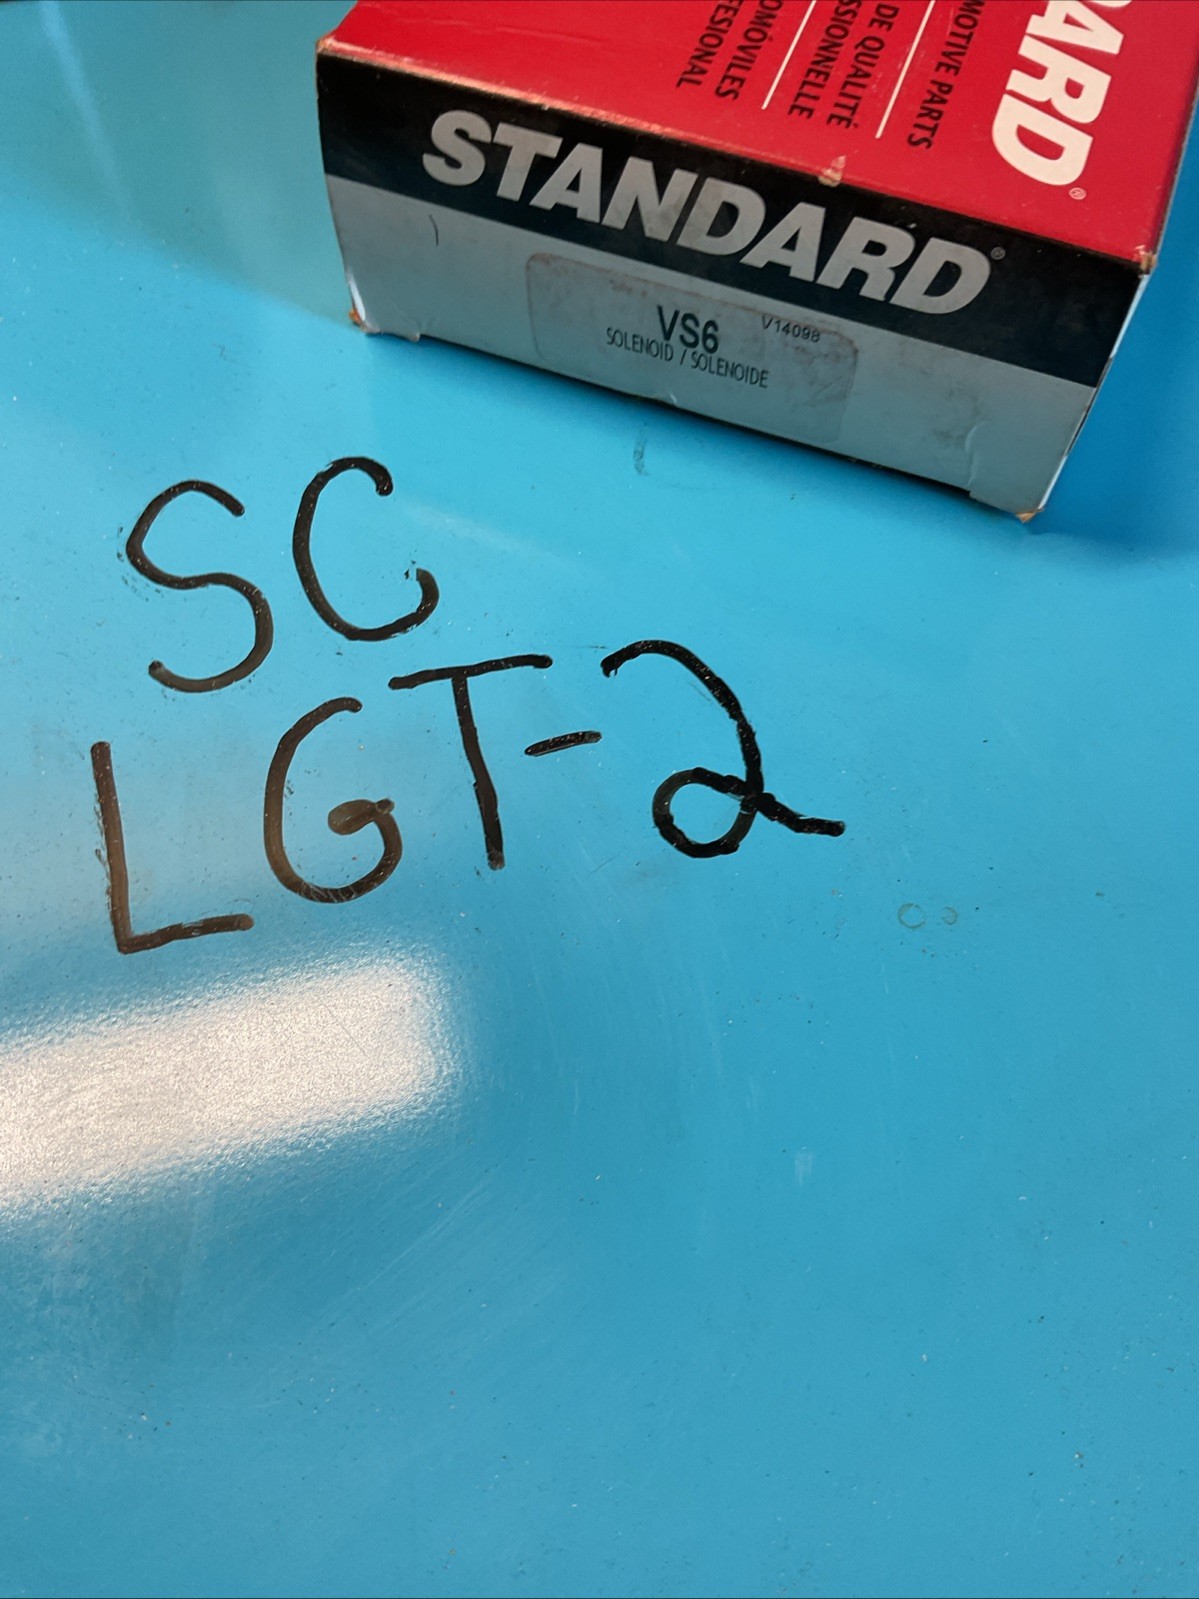 ARD®
MOTIVE PARTS
DE QUALITÉ
SSIONNELLE
OMÓVILES
FESIONAL
STANDARD®
VS6 V14098
SOLENOID / SOLENOIDE
SC
LGT-2